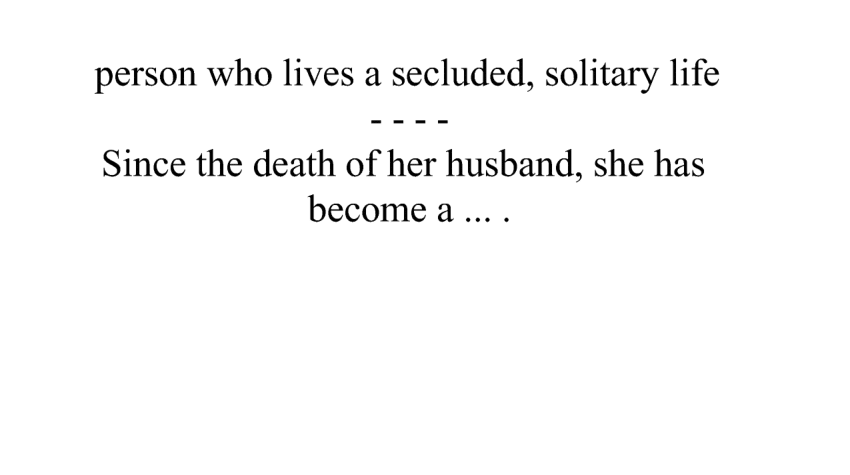 person who lives a secluded, solitary life
- - - -
Since the death of her husband, she has
become a ... .